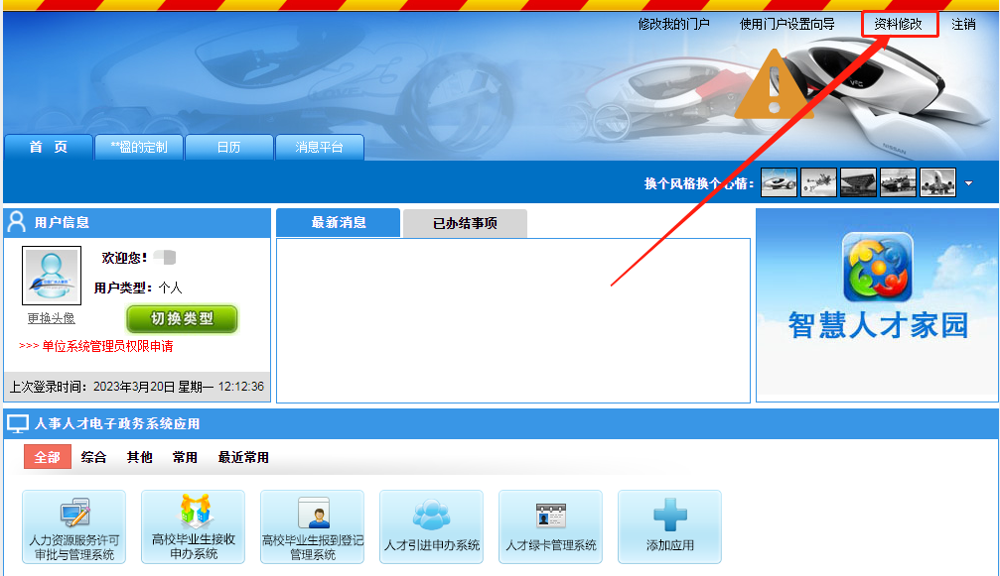 修改我的门户 使用门户设置向导 资料修改 注销
首 页 **愠的定制 日历 消息平台
换个风格换个心情：
用户信息 最新消息 已办结事项
欢迎您！
用户类型：个人
更换头像 切换类型
>>> 单位系统管理员权限申请
上次登录时间：2023年3月20日 星期一 12:12:36
智慧人才家园
人事人才电子政务系统应用
全部 综合 其他 常用 最近常用
人力资源服务许可
审批与管理系统
高校毕业生接收
申办系统
高校毕业生报到登记
管理系统
人才引进申办系统
人才绿卡管理系统
添加应用